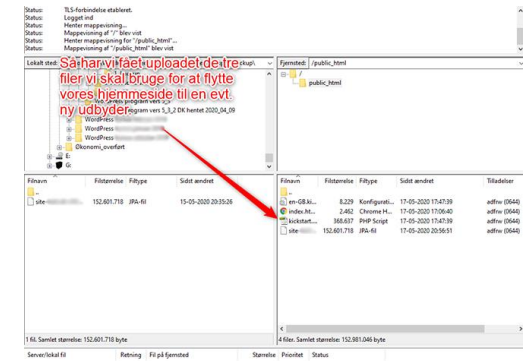 Status: TLS-forbindelse etableret.
Status: Logget ind
Status: Henter mappevisning...
Status: Mappevisning af "/" blev vist
Status: Henter mappevisning for "/public_html"...
Status: Mappevisning af "/public_html" blev vist
Lokalt sted: ckup\
Fjernsted: /public_html
Så har vi fået uploadet de tre
filer vi skal bruge for at flytte
vores hjemmeside til en evt.
ny udbyder
/
public_html
program vers 5_3_2 DK hentet 2020_04_09
WordPress
WordPress
WordPress
Økonomi_overført
E:
G:
Filnavn Filstørrelse Filtype Sidst ændret
..
site- 152.601.718 JPA-fil 15-05-2020 20:35:26
1 fil. Samlet størrelse: 152.601.718 byte
Filnavn Filstørrelse Filtype Sidst ændret Tilladelser
..
en-GB.ki... 8.229 Konfigurati... 17-05-2020 17:47:39 adfrw (0644)
index.ht... 2.462 Chrome H... 17-05-2020 17:06:40 adfrw (0644)
kickstart.... 368.637 PHP Script 17-05-2020 17:47:39 adfrw (0644)
site- 152.601.718 JPA-fil 17-05-2020 20:56:51 adfrw (0644)
4 filer. Samlet størrelse: 152.981.046 byte
Server/lokal fil Retning Fil på fjernsted Størrelse Prioritet Status